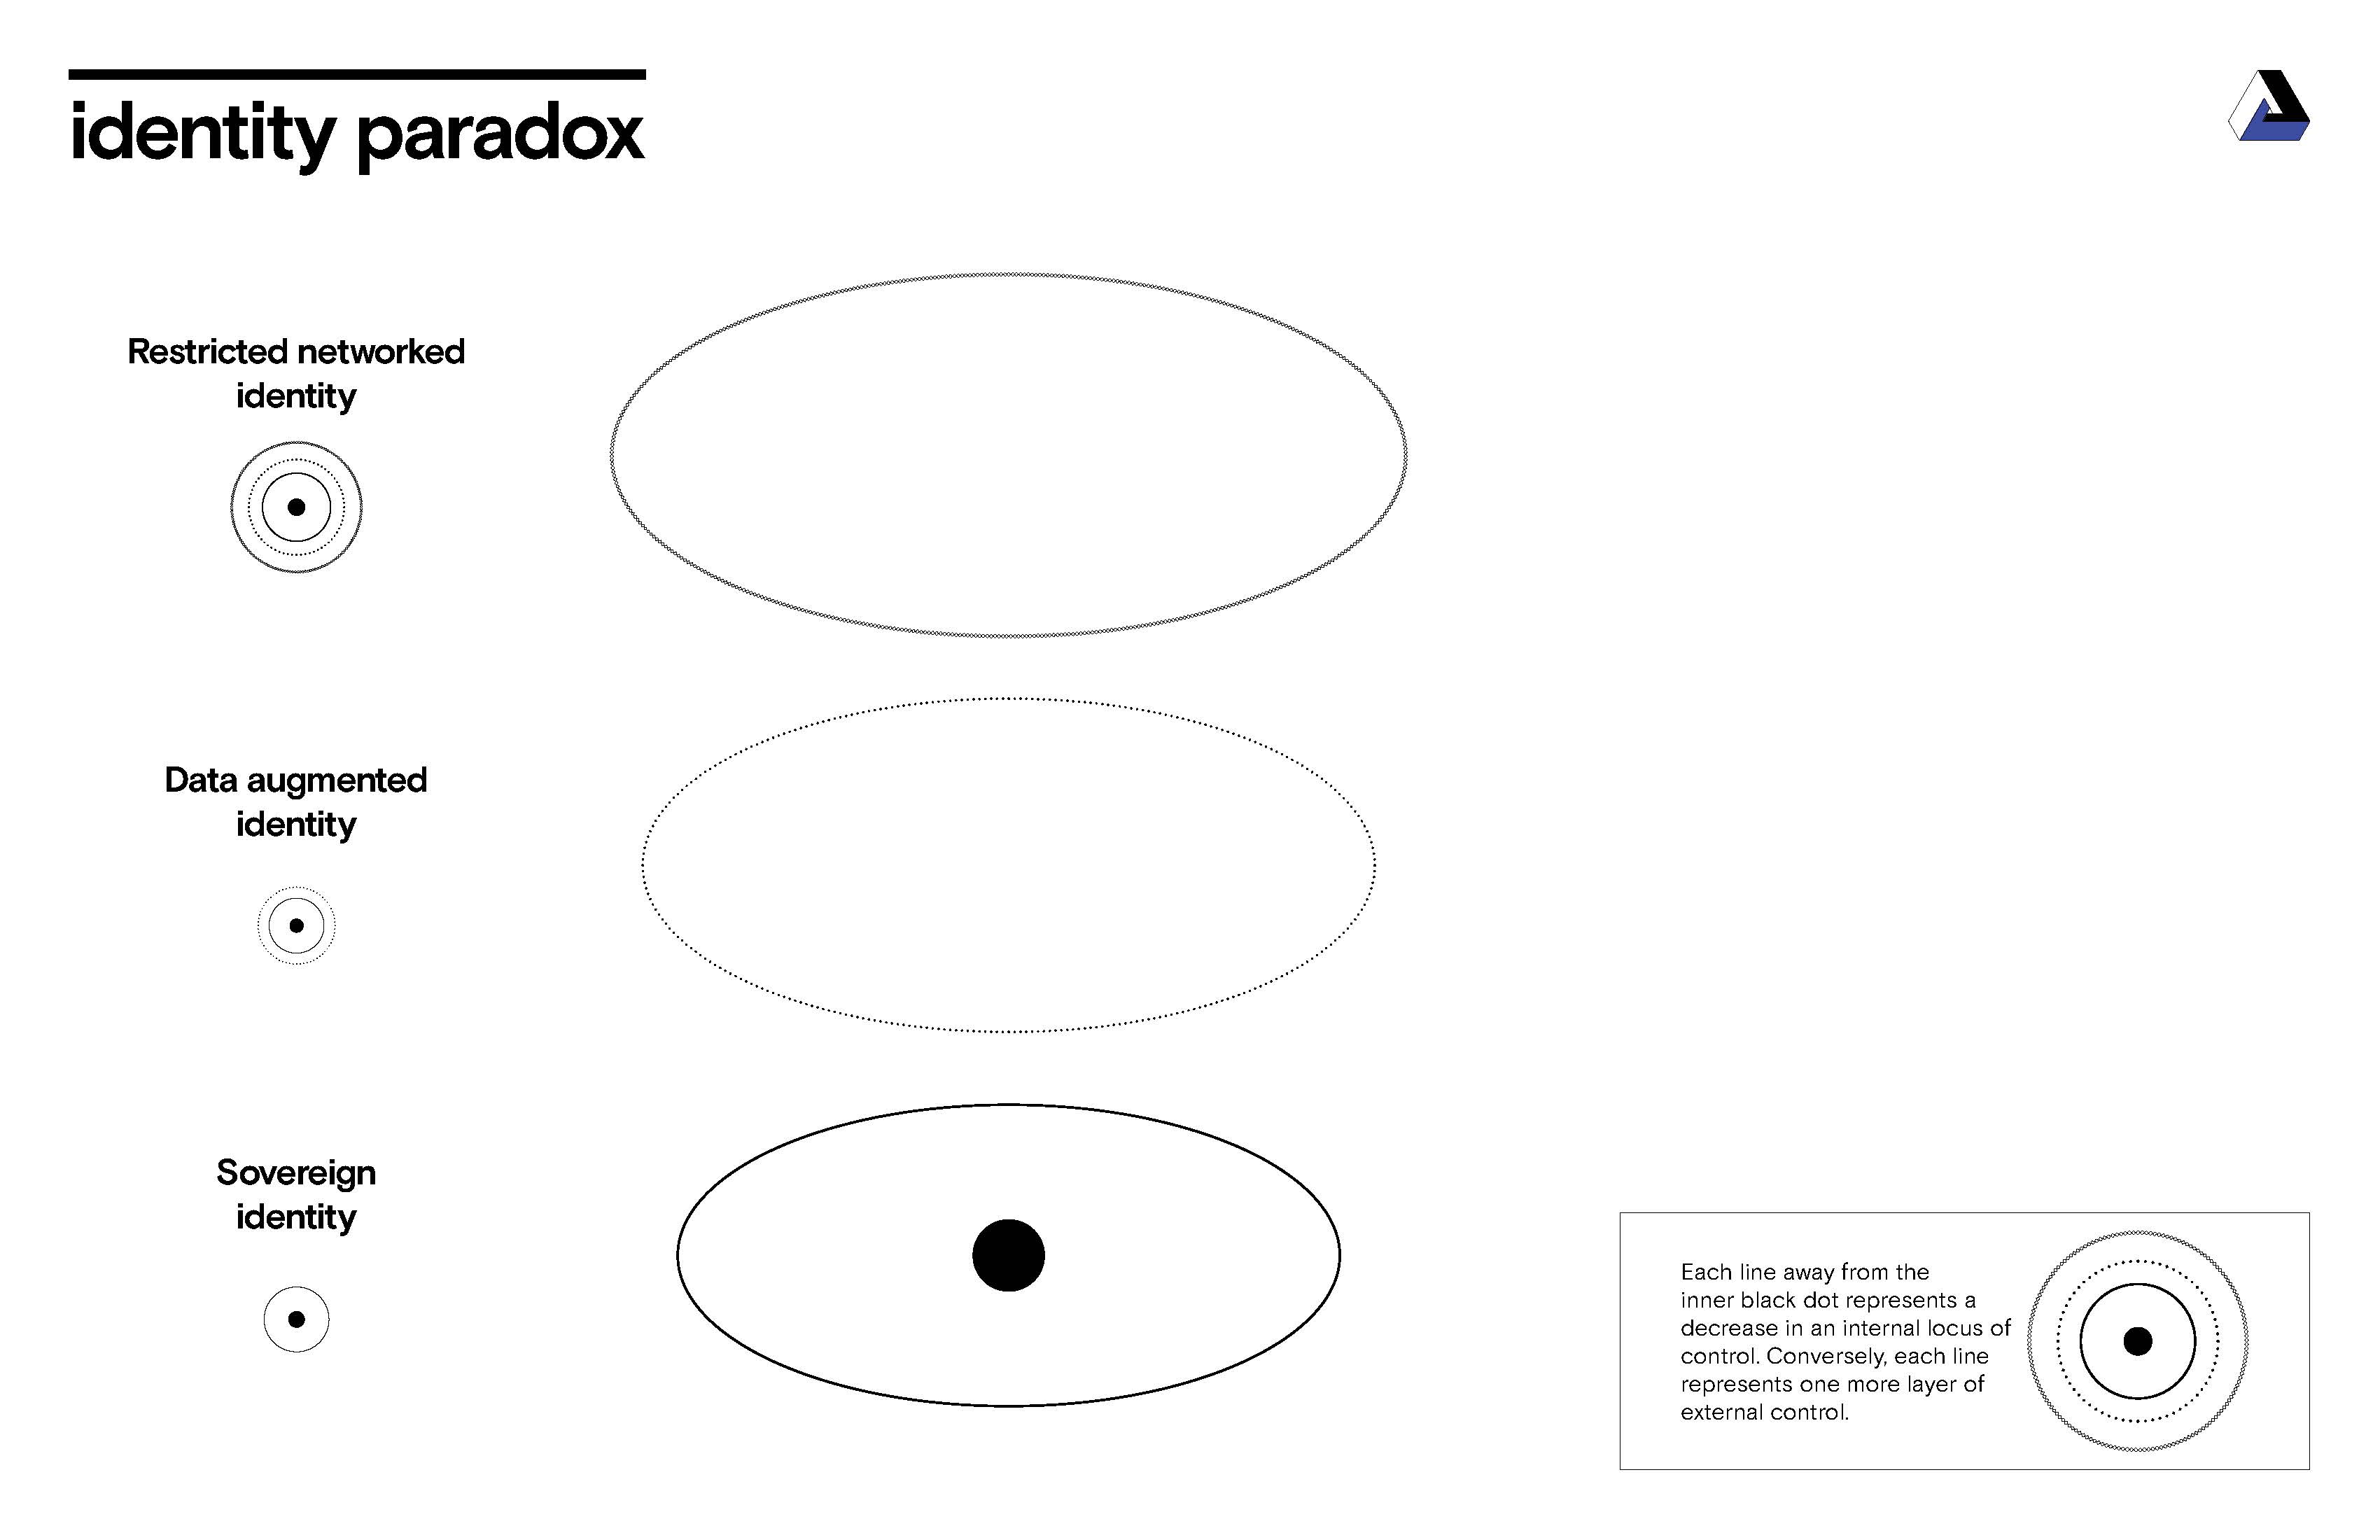 identity paradox
Restricted networked
identity
Data augmented
identity
Sovereign
identity
Each line away from the
inner black dot represents a
decrease in an internal locus of
control. Conversely, each line
represents one more layer of
external control.